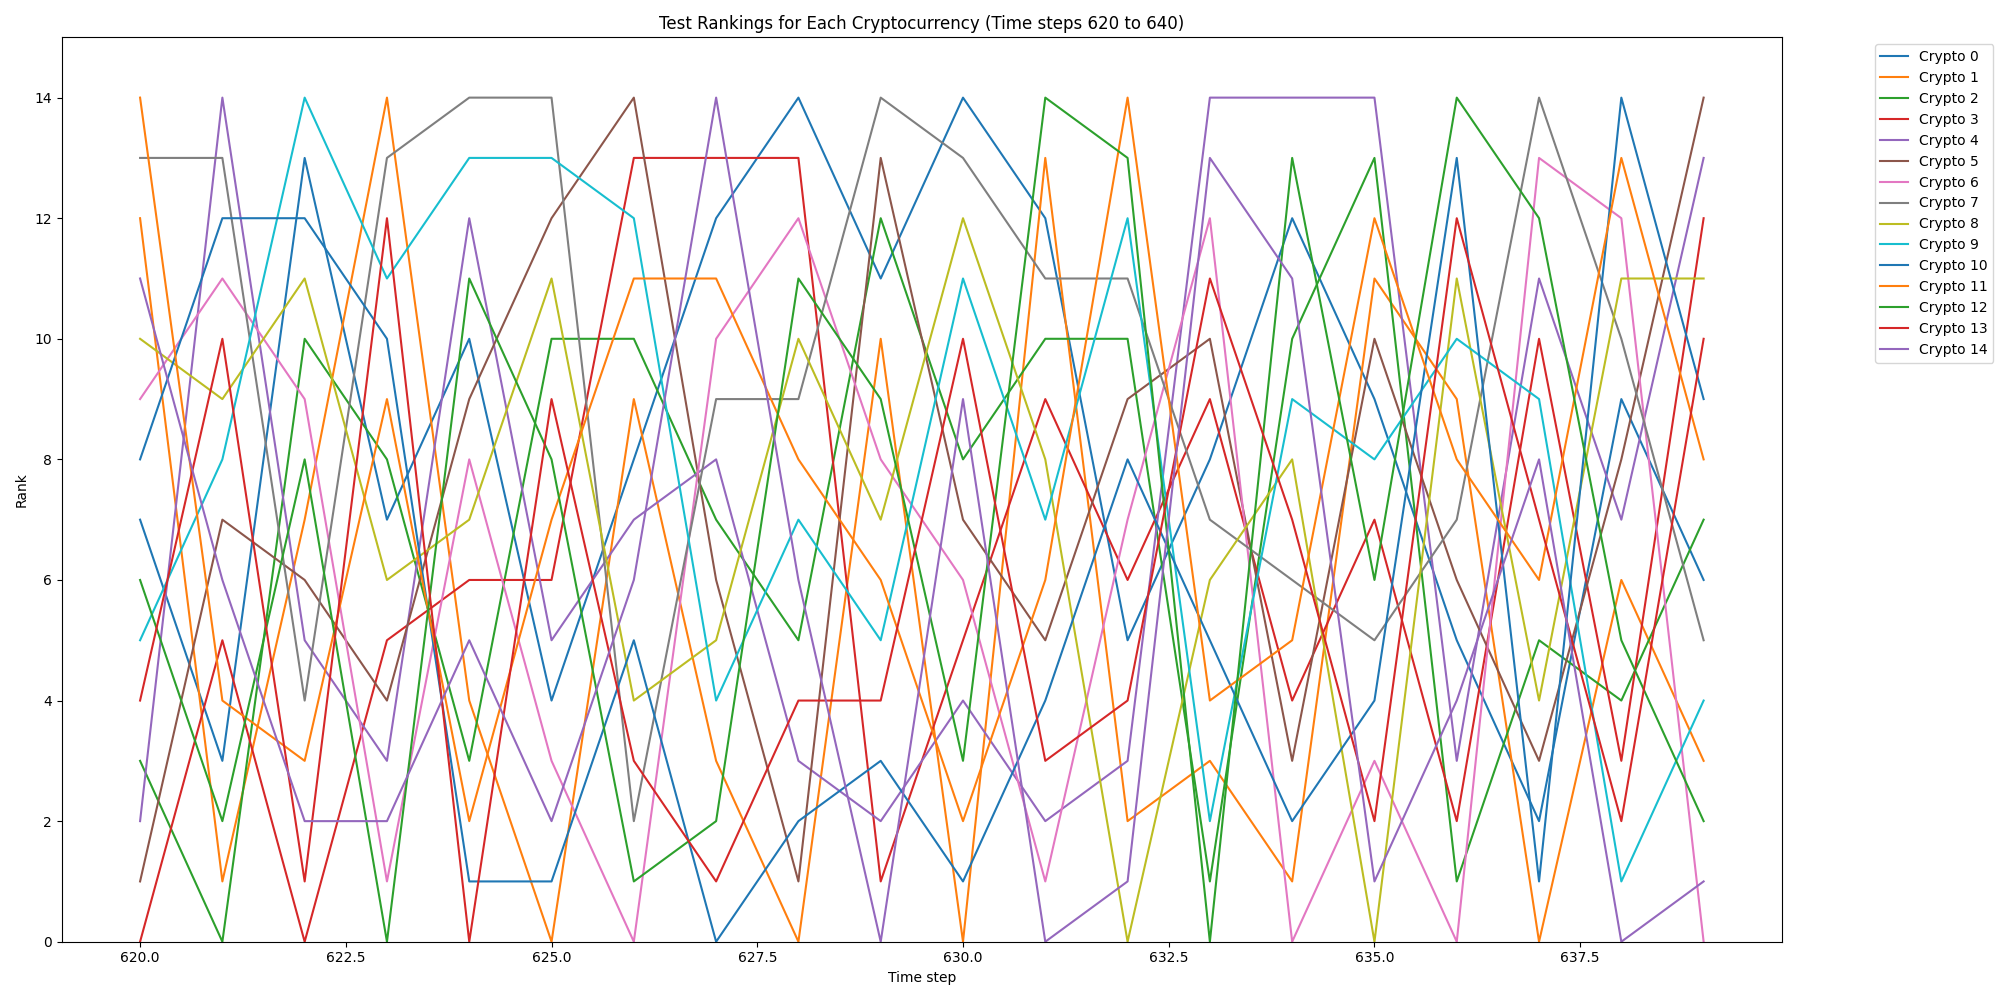 Test Rankings for Each Cryptocurrency (Time steps 620 to 640)
Rank
14
12
10
8
6
4
2
0
620.0 622.5 625.0 627.5 630.0 632.5 635.0 637.5
Time step
Crypto 0
Crypto 1
Crypto 2
Crypto 3
Crypto 4
Crypto 5
Crypto 6
Crypto 7
Crypto 8
Crypto 9
Crypto 10
Crypto 11
Crypto 12
Crypto 13
Crypto 14